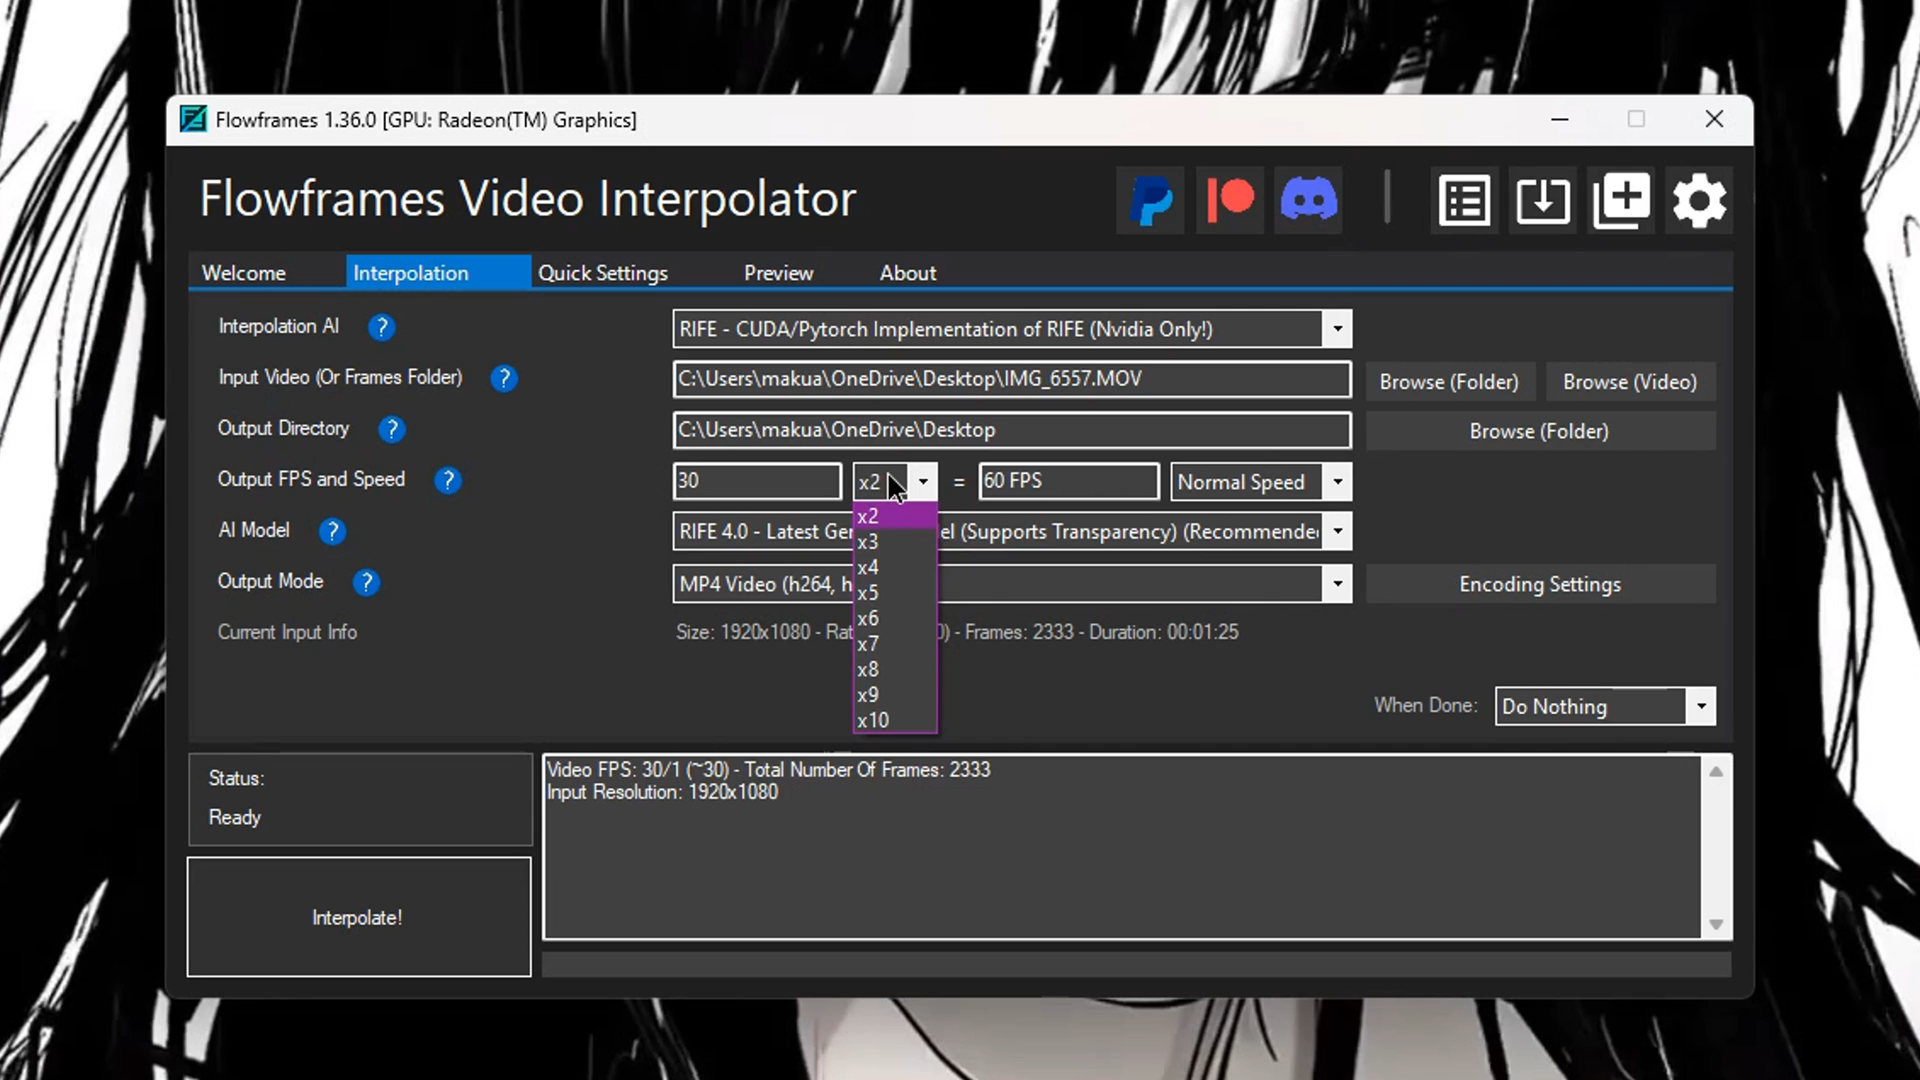 Flowframes 1.36.0 [GPU: Radeon(TM) Graphics]
Flowframes Video Interpolator
Welcome Interpolation Quick Settings Preview About
Interpolation AI ? RIFE - CUDA/Pytorch Implementation of RIFE (Nvidia Only!)
Input Video (Or Frames Folder) ? C:\Users\makua\OneDrive\Desktop\IMG_6557.MOV Browse (Folder) Browse (Video)
Output Directory ? C:\Users\makua\OneDrive\Desktop Browse (Folder)
Output FPS and Speed ? 30 x2 = 60 FPS Normal Speed
x2
x3
x4
x5
x6
x7
x8
x9
x10
AI Model ? RIFE 4.0 - Latest (Supports Transparency)
Output Mode ? MP4 Video (h264, Encoding Settings
Current Input Info Size: 1920x1080 - - Frames: 2333 - Duration: 00:01:25
When Done: Do Nothing
Status:
Ready
Interpolate!
Video FPS: 30/1 (~30) - Total Number Of Frames: 2333
Input Resolution: 1920x1080